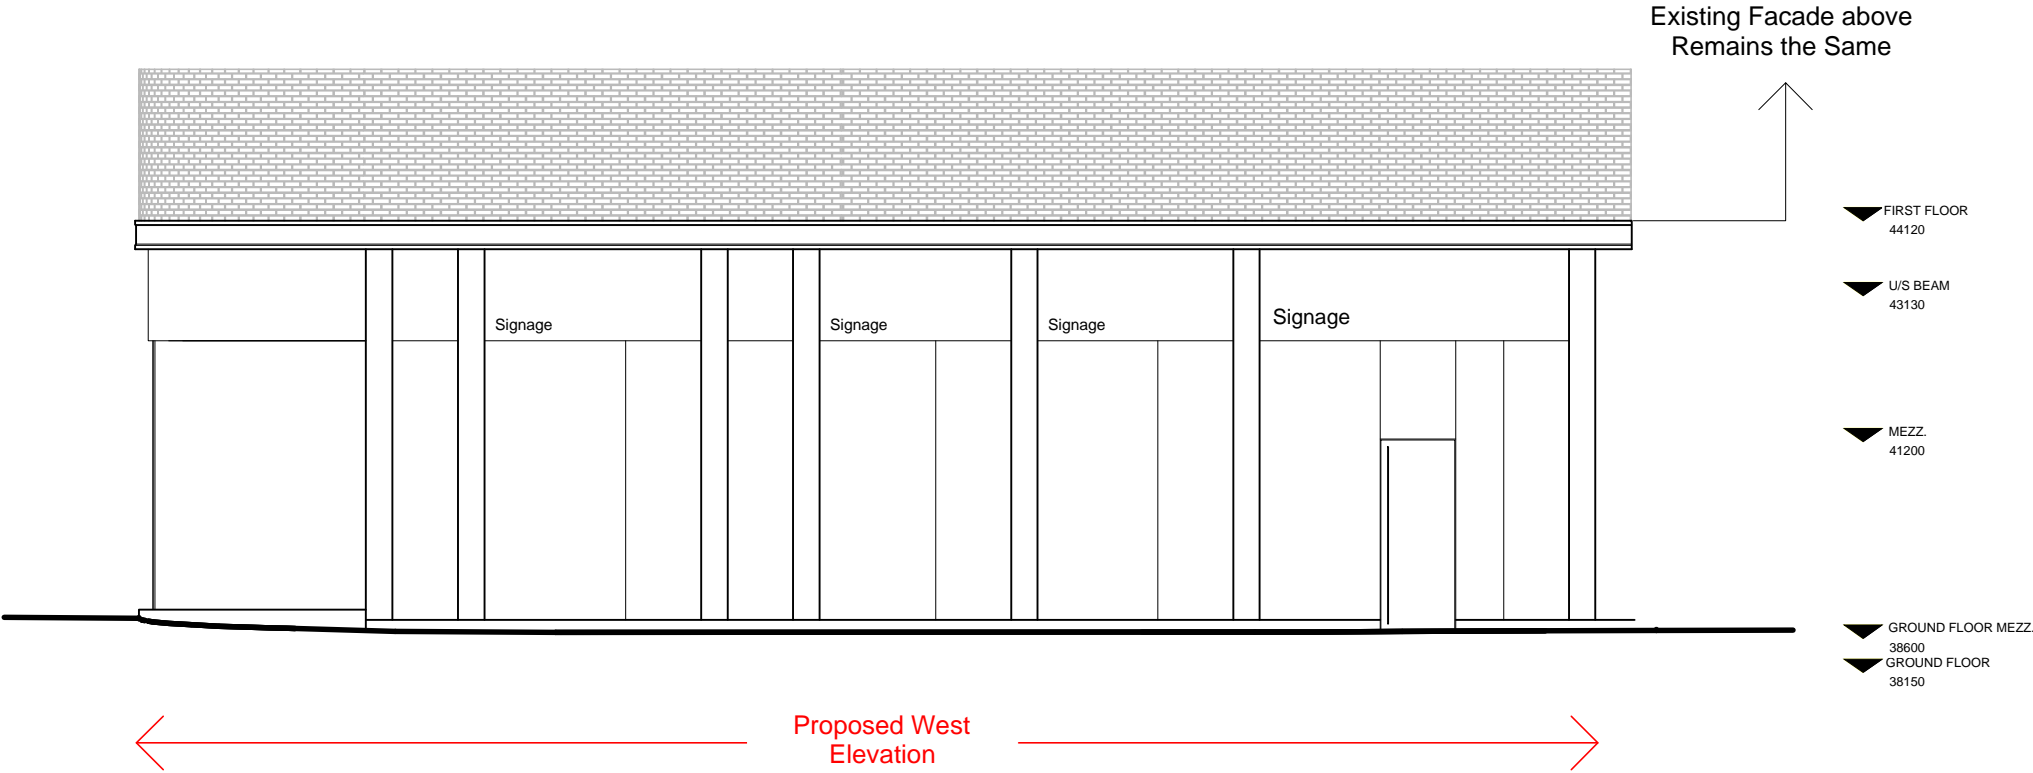 Existing Facade above
Remains the Same
FIRST FLOOR
44120
U/S BEAM
43130
Signage
Signage
Signage
Signage
MEZZ.
41200
GROUND FLOOR MEZZ.
38600
GROUND FLOOR
38150
Proposed West
Elevation